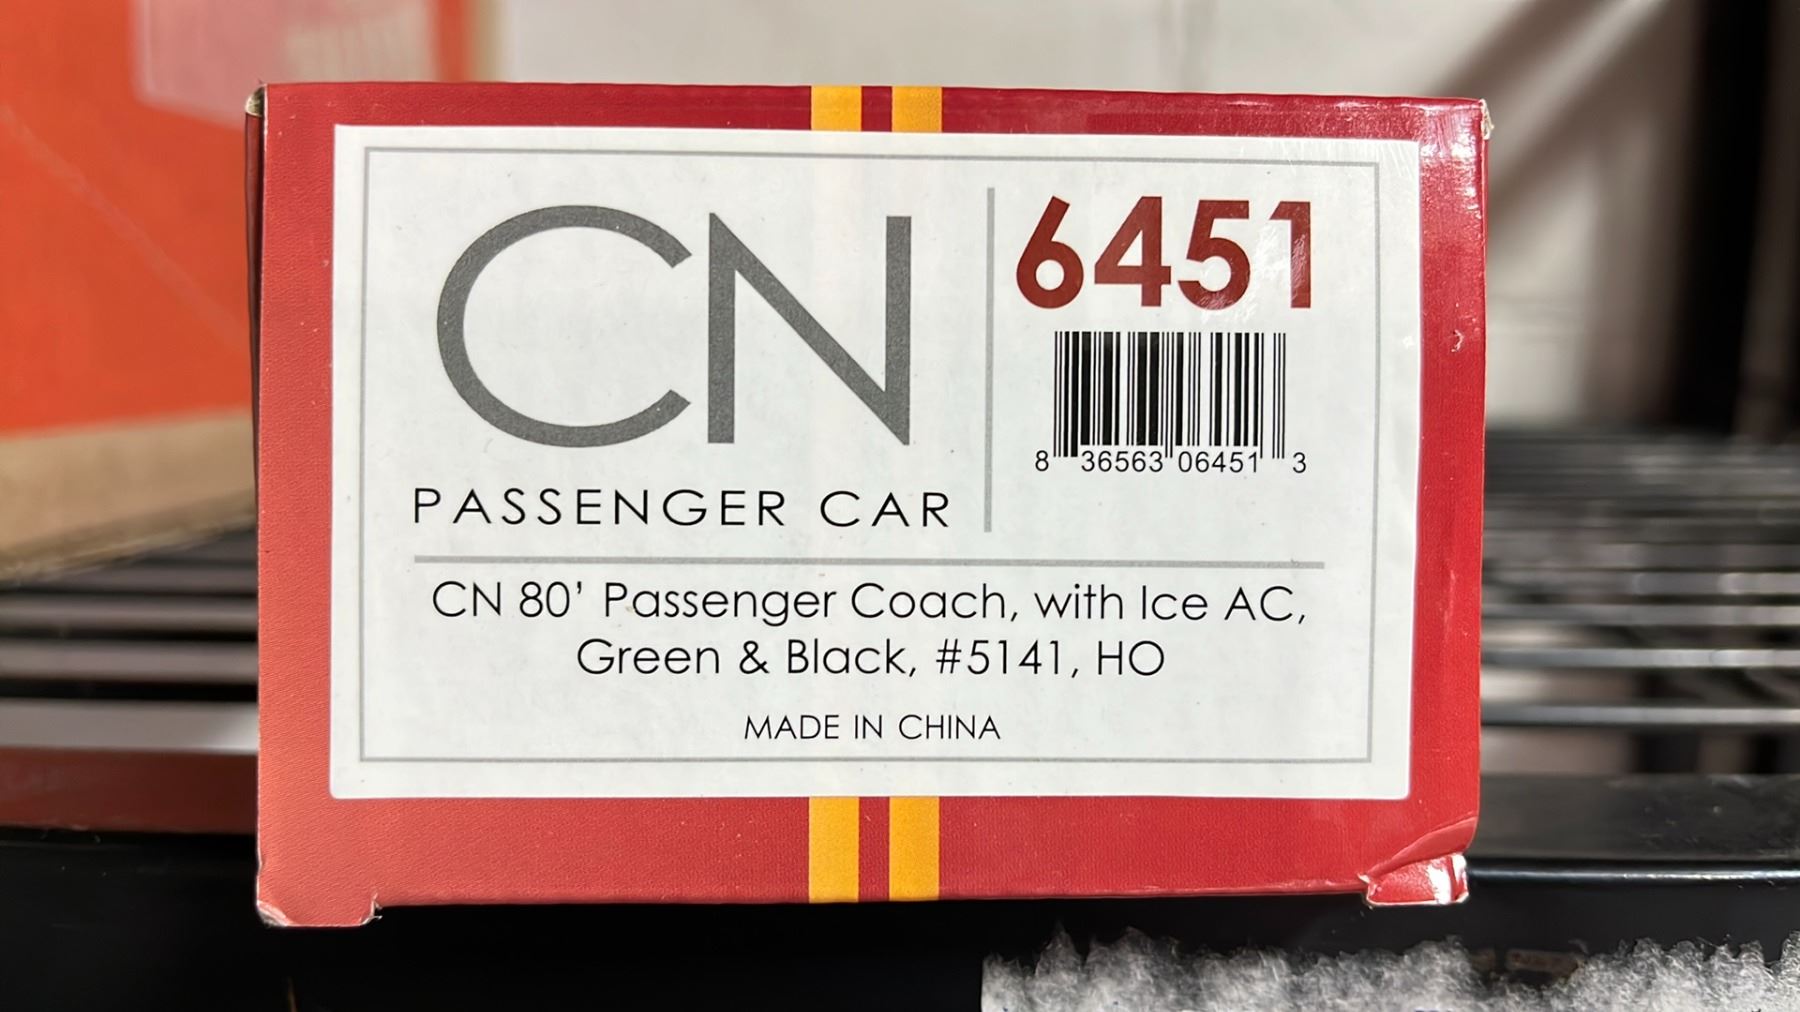 CN
PASSENGER CAR
6451
8 36563 06451 3
CN 80’ Passenger Coach, with Ice AC,
Green & Black, #5141, HO
MADE IN CHINA